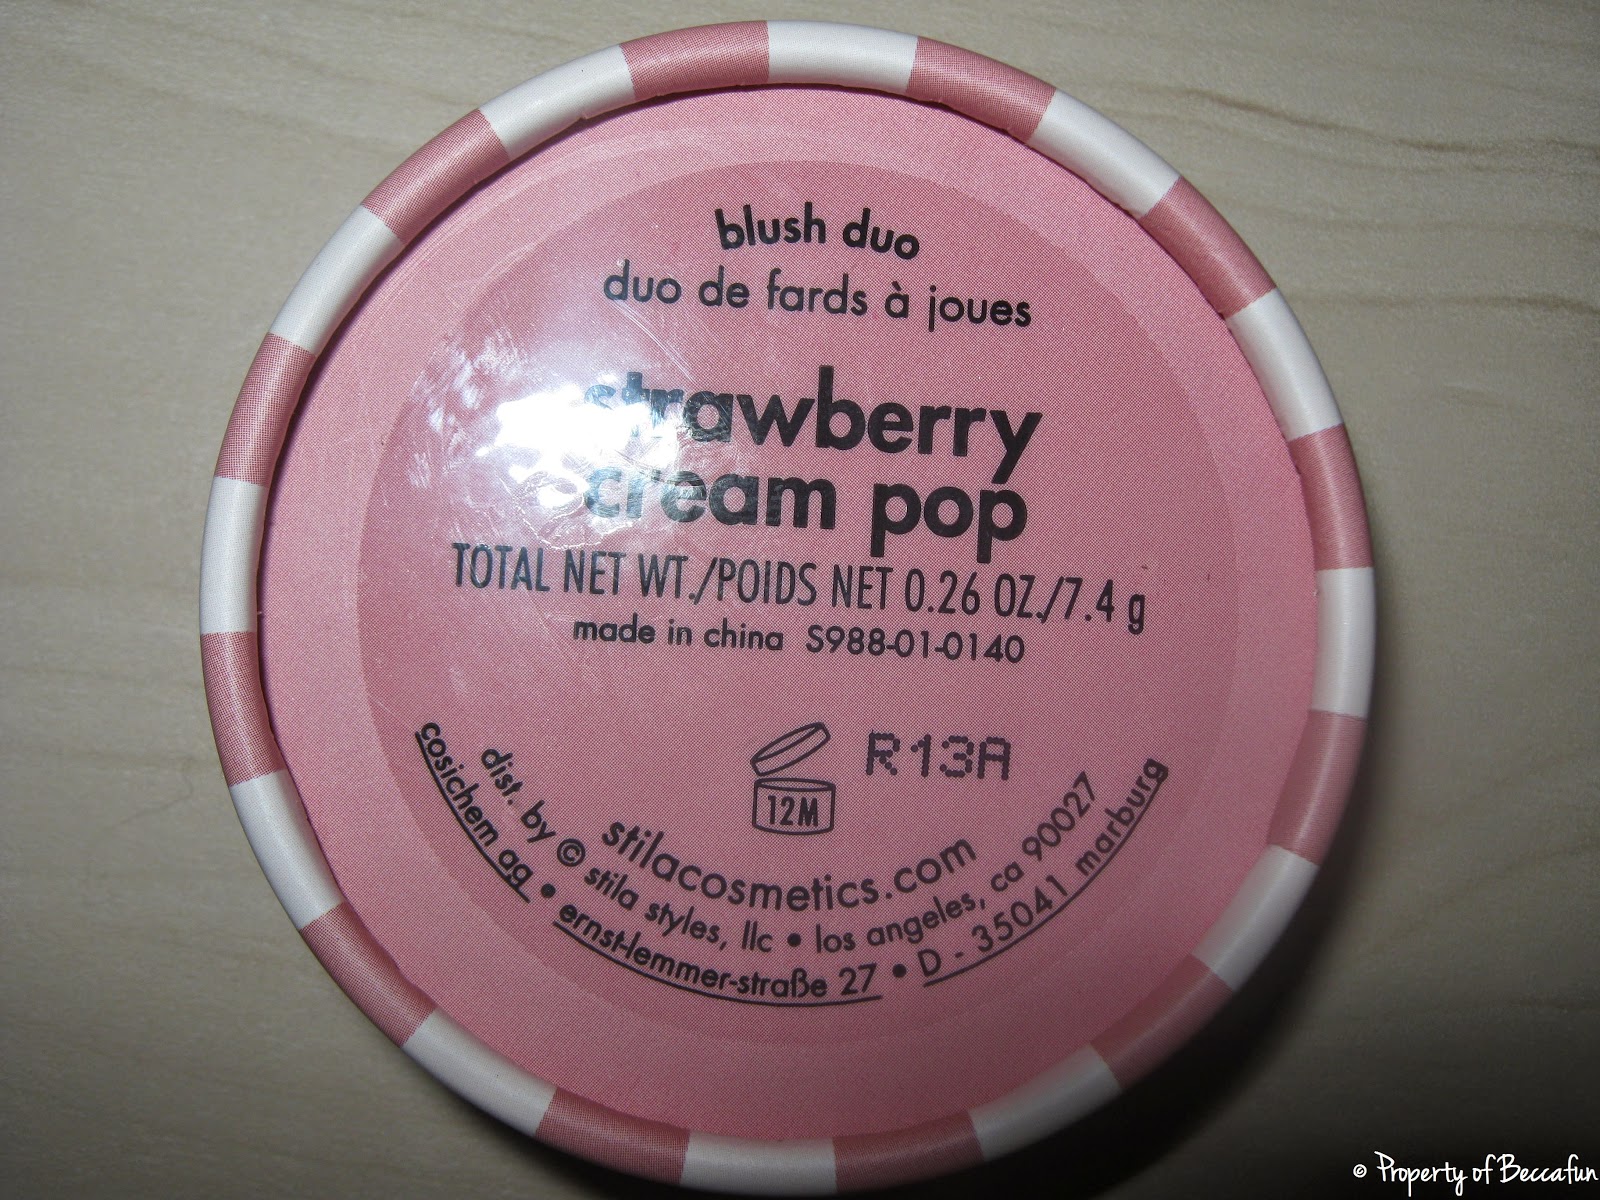 blush duo
duo de fards à joues
strawberry
cream pop
TOTAL NET WT./POIDS NET 0.26 OZ./7.4 g
made in china S988-01-0140
R13A
12M
stilacosmetics.com
dist. by © stila styles, llc • los angeles, ca 90027
cosichem ag • ernst-lemmer-straße 27 • D - 35041 marburg
© Property of Beccafun